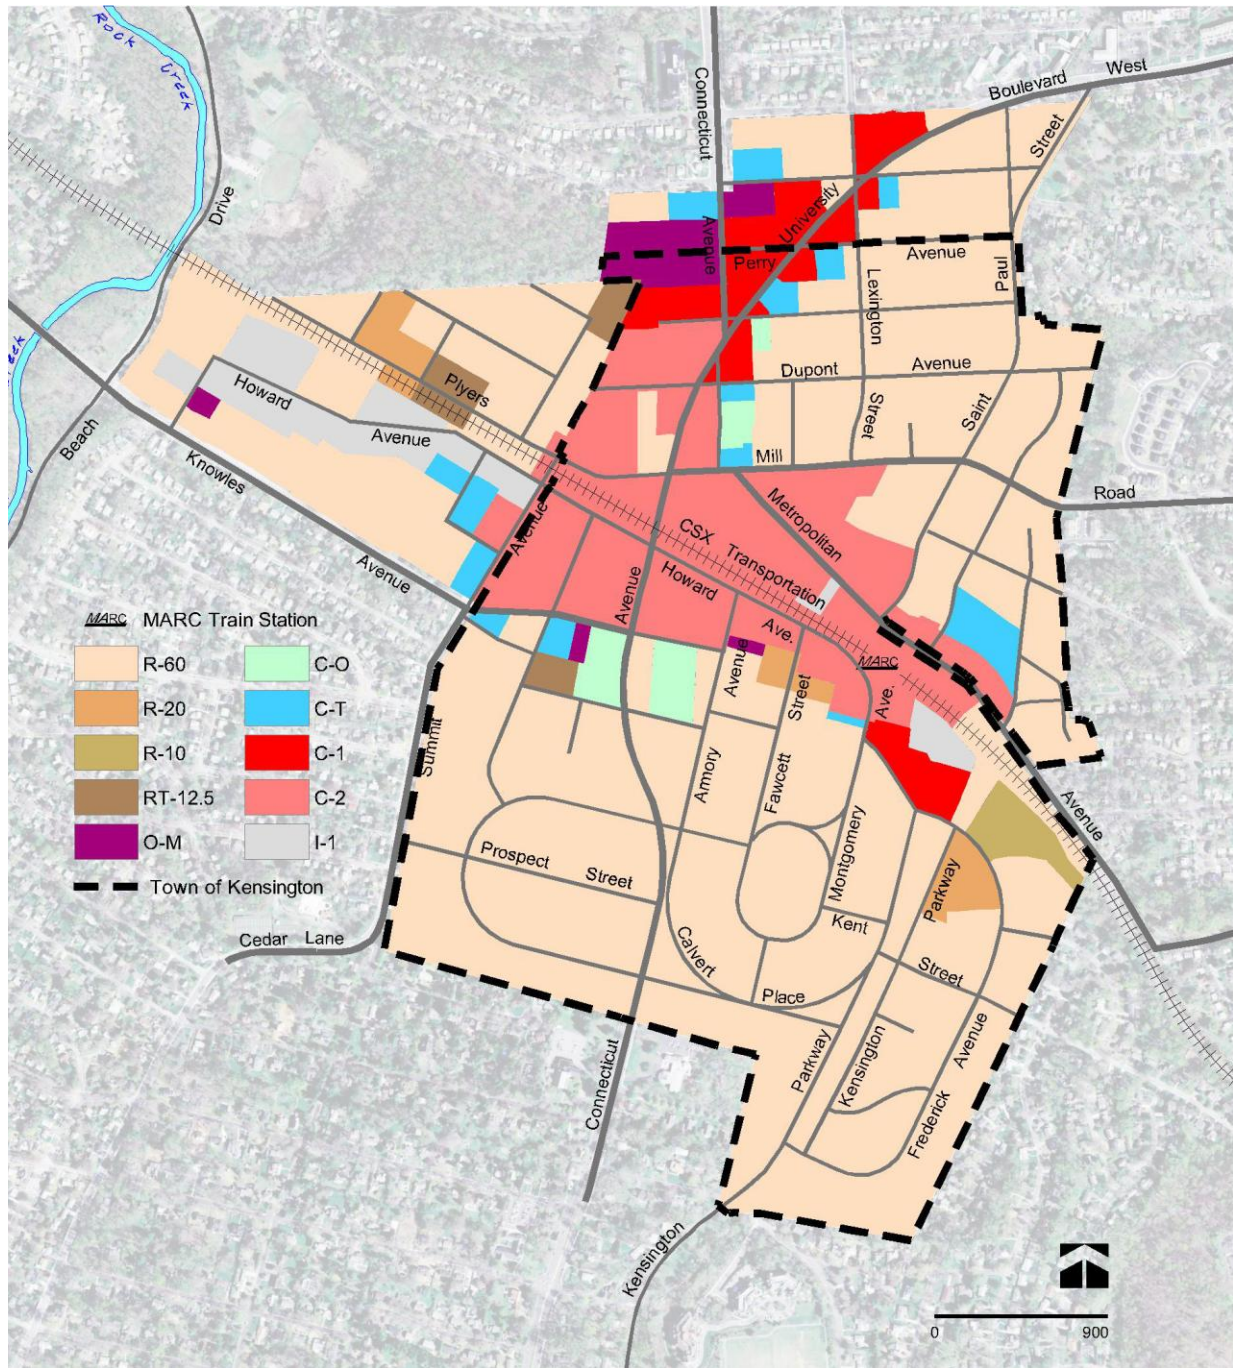 Rock
Creek
Connecticut
Boulevard West
Street
Drive
Avenue
University
Perry
Avenue
Paul
Lexington
Dupont
Avenue
Plyers
Howard
Avenue
Street
Saint
Mill
Road
Beach
Knowles
Avenue
Avenue
Metropolitan
CSX Transportation
Howard
Ave.
Avenue
MARC
MARC MARC Train Station
R-60 C-O
R-20 C-T
R-10 C-1
RT-12.5 C-2
O-M I-1
Town of Kensington
Summit
Avenue
Street
Ave.
Armory
Fawcett
Montgomery
Avenue
Prospect Street
Parkway
Kent
Street
Cedar Lane
Calvert
Place
Parkway
Kensington
Avenue
Frederick
Connecticut
Kensington
0 900